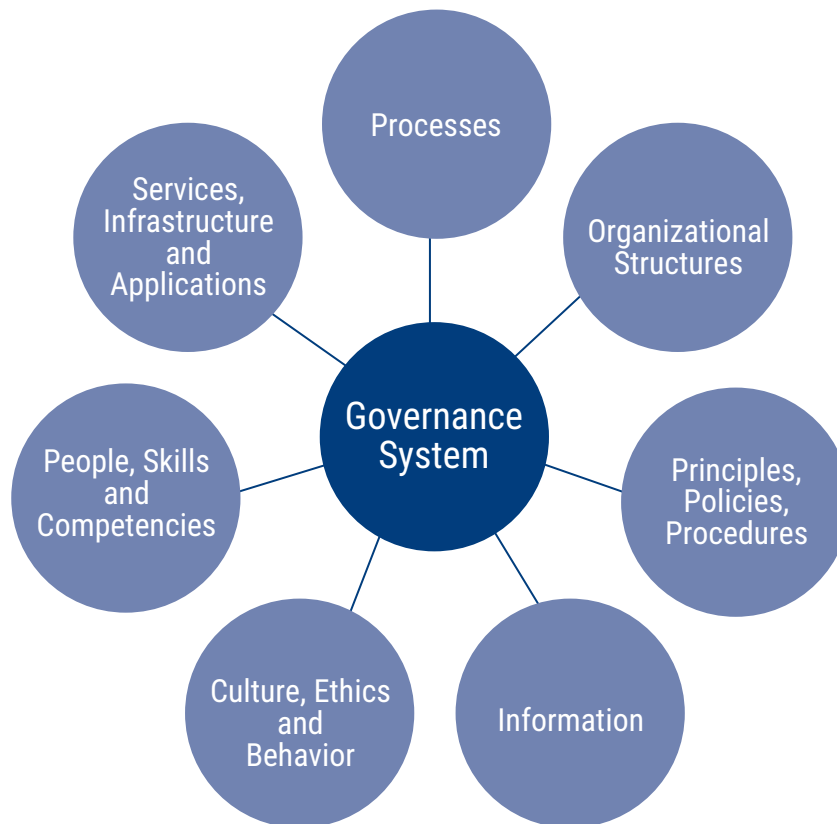 Processes
Organizational
Structures
Principles,
Policies,
Procedures
Information
Culture, Ethics
and
Behavior
People, Skills
and
Competencies
Services,
Infrastructure
and
Applications
Governance
System